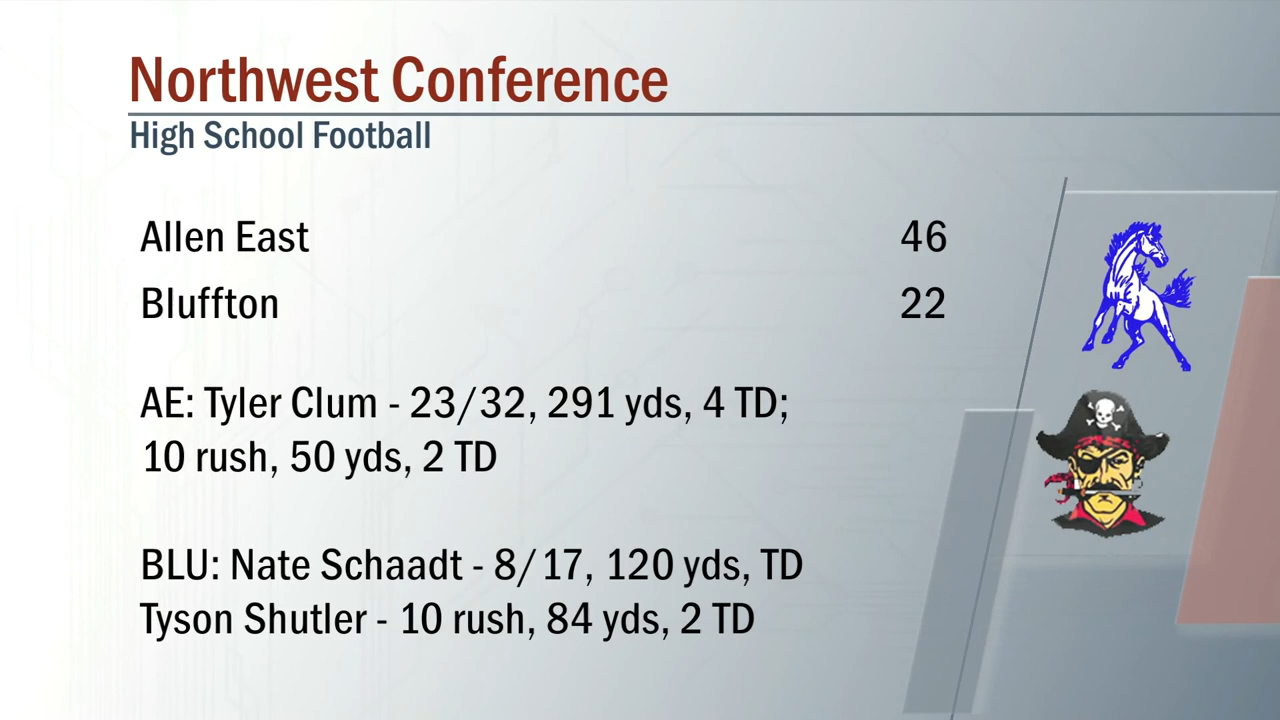 Northwest Conference
High School Football
Allen East 46
Bluffton 22
AE: Tyler Clum - 23/32, 291 yds, 4 TD;
10 rush, 50 yds, 2 TD
BLU: Nate Schaadt - 8/17, 120 yds, TD
Tyson Shutler - 10 rush, 84 yds, 2 TD